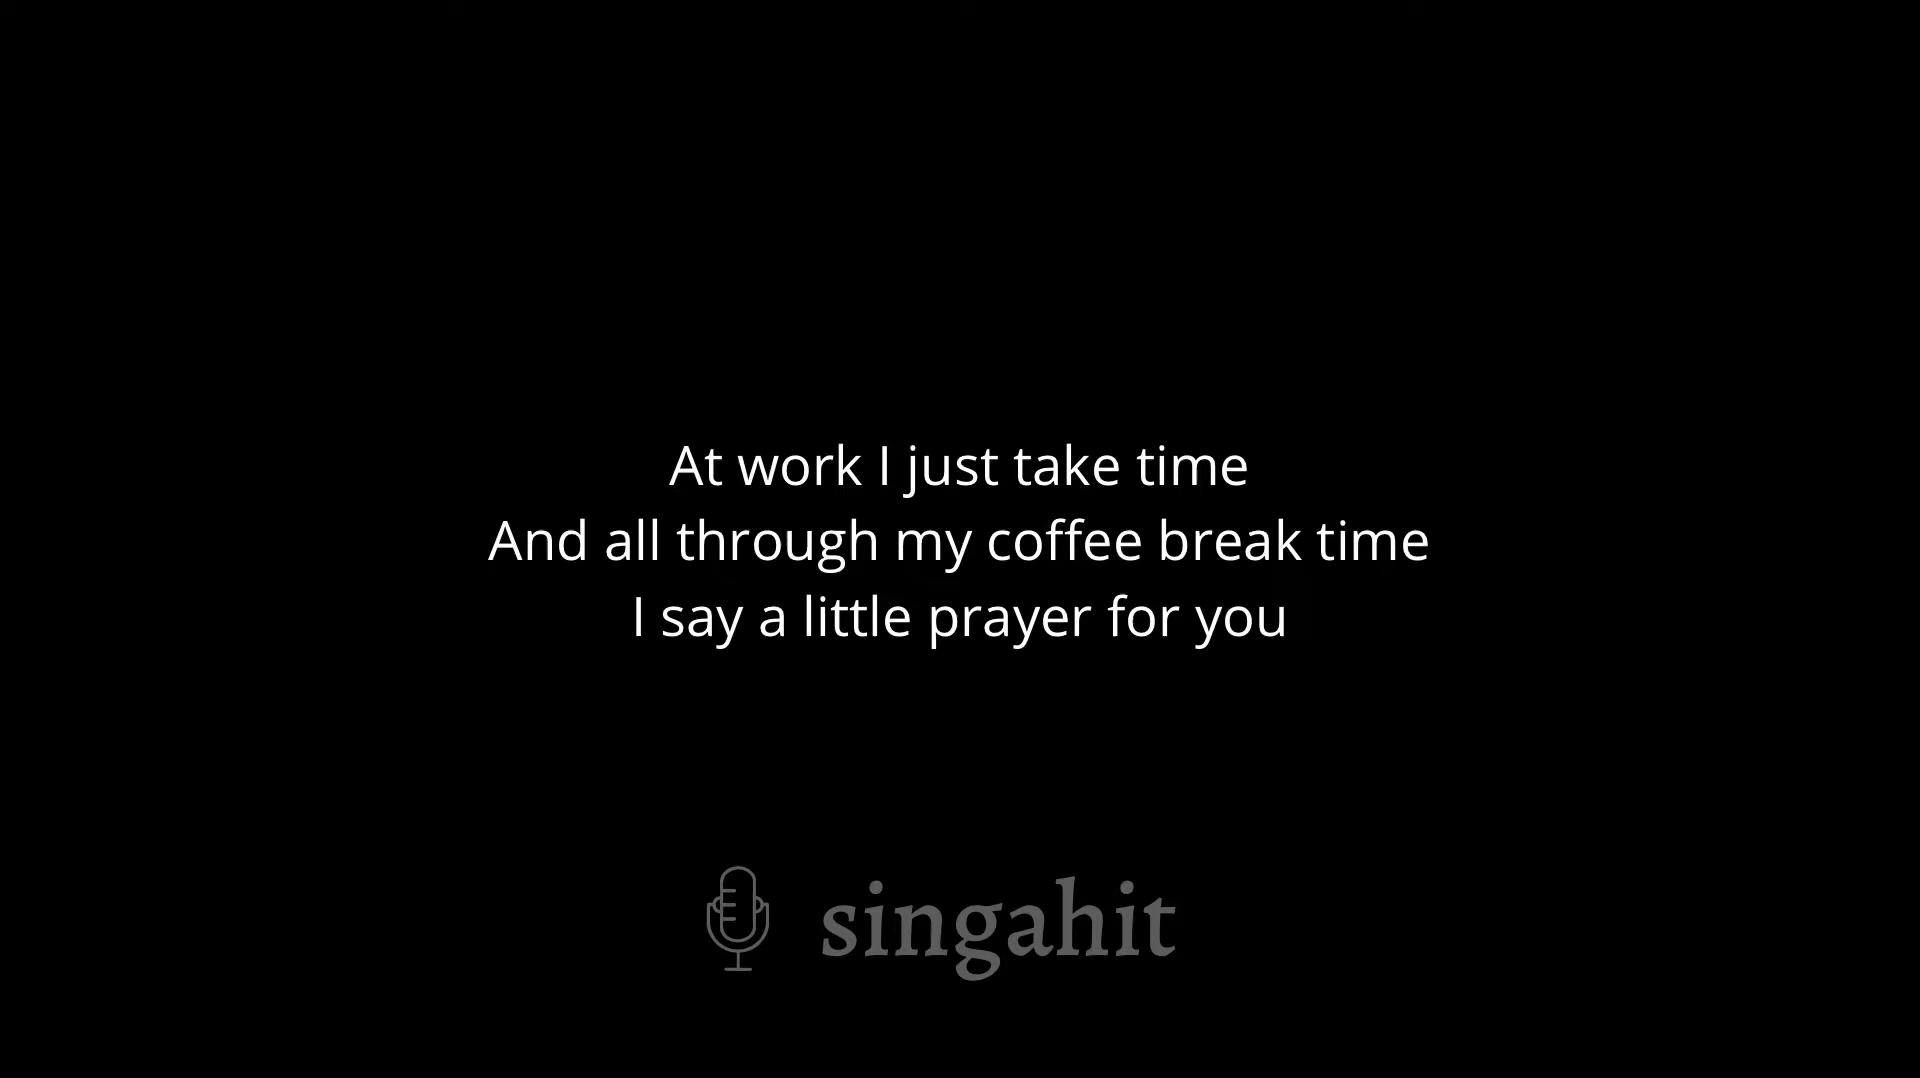 At work I just take time
And all through my coffee break time
I say a little prayer for you
singahit